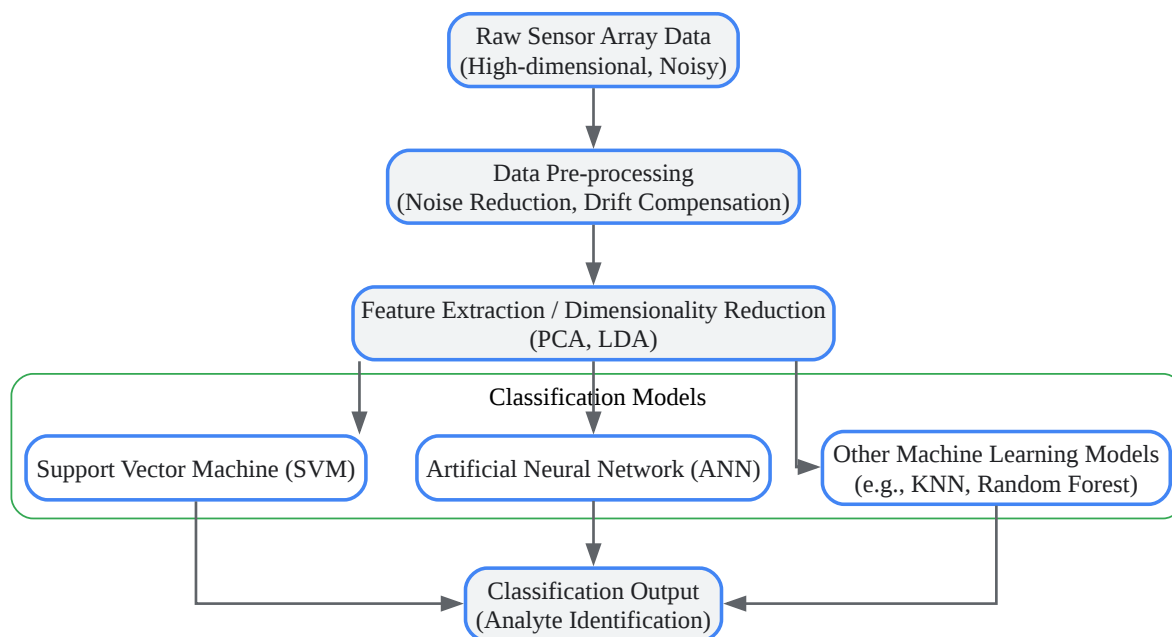 Raw Sensor Array Data
(High-dimensional, Noisy)
Data Pre-processing
(Noise Reduction, Drift Compensation)
Feature Extraction / Dimensionality Reduction
(PCA, LDA)
Classification Models
Support Vector Machine (SVM)
Artificial Neural Network (ANN)
Other Machine Learning Models
(e.g., KNN, Random Forest)
Classification Output
(Analyte Identification)